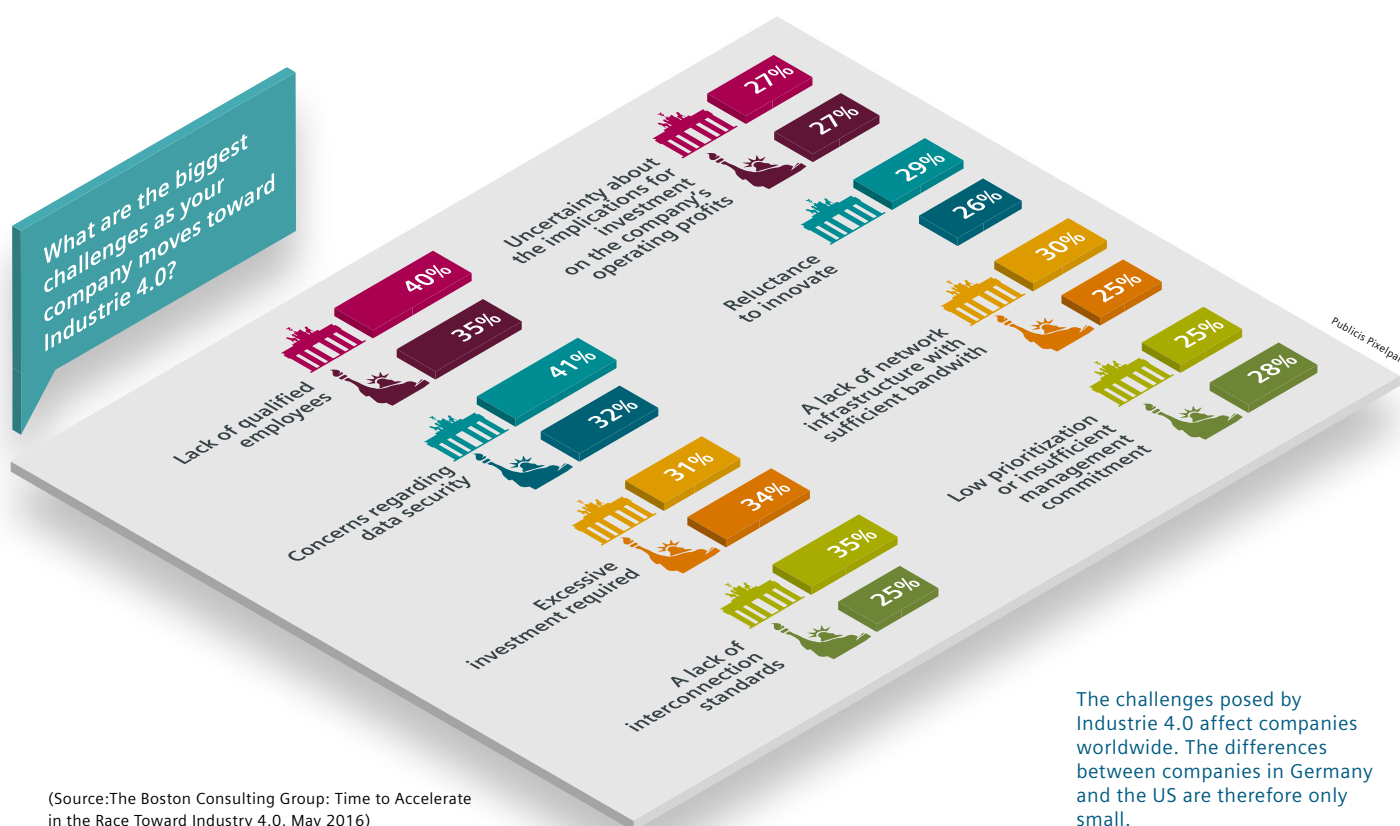 What are the biggest
challenges as your
company moves toward
Industrie 4.0?
40%
35%
Lack of qualified
employees
41%
32%
Concerns regarding
data security
31%
34%
Excessive
investment required
35%
25%
A lack of
interconnection
standards
27%
27%
Uncertainty about
the implications for
investment
on the company's
operating profits
29%
26%
Reluctance
to innovate
30%
25%
A lack of network
infrastructure with
sufficient bandwith
25%
28%
Low prioritization
or insufficient
management
commitment
Publicis Pixelpar
The challenges posed by
Industrie 4.0 affect companies
worldwide. The differences
between companies in Germany
and the US are therefore only
small.
(Source:The Boston Consulting Group: Time to Accelerate
in the Race Toward Industry 4.0, May 2016)